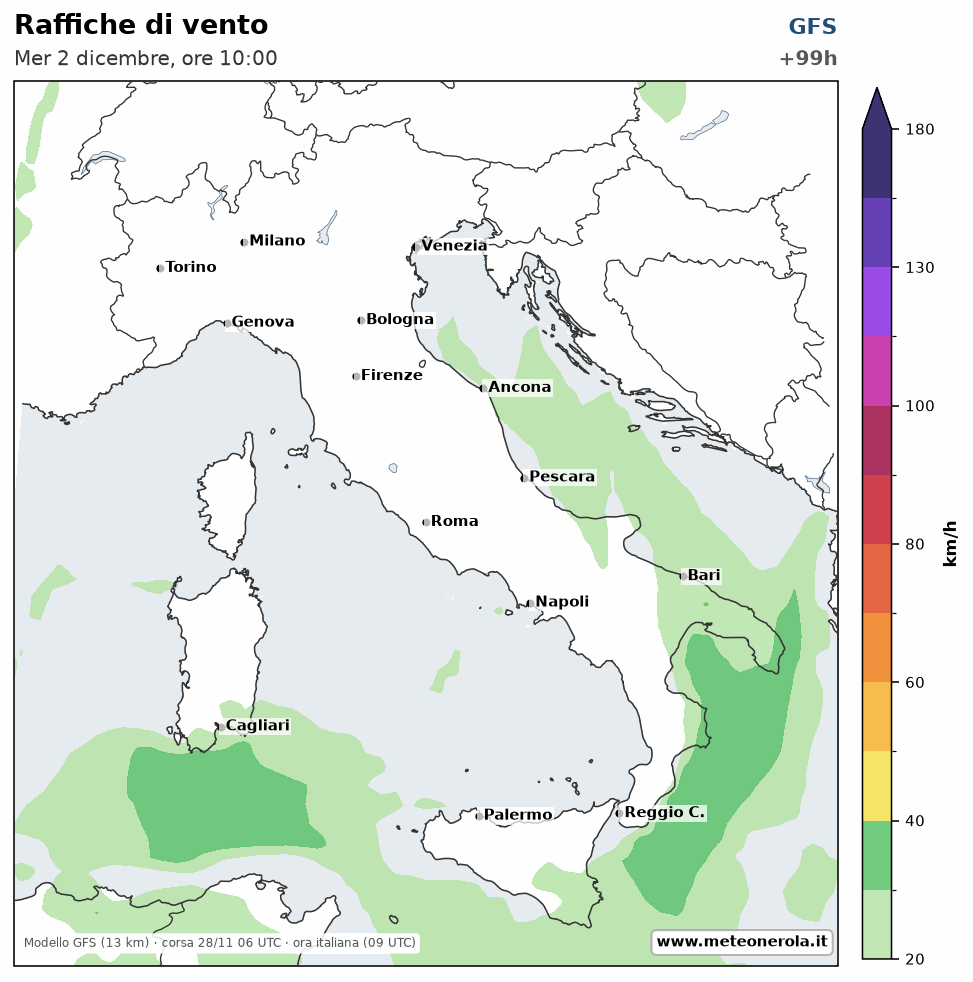 Raffiche di vento
GFS
Mer 2 dicembre, ore 10:00
+99h
180
130
100
80
60
40
20
km/h
Milano
Venezia
Torino
Genova
Bologna
Firenze
Ancona
Pescara
Roma
Bari
Napoli
Cagliari
Palermo
Reggio C.
Modello GFS (13 km) · corsa 28/11 06 UTC · ora italiana (09 UTC)
www.meteonerola.it